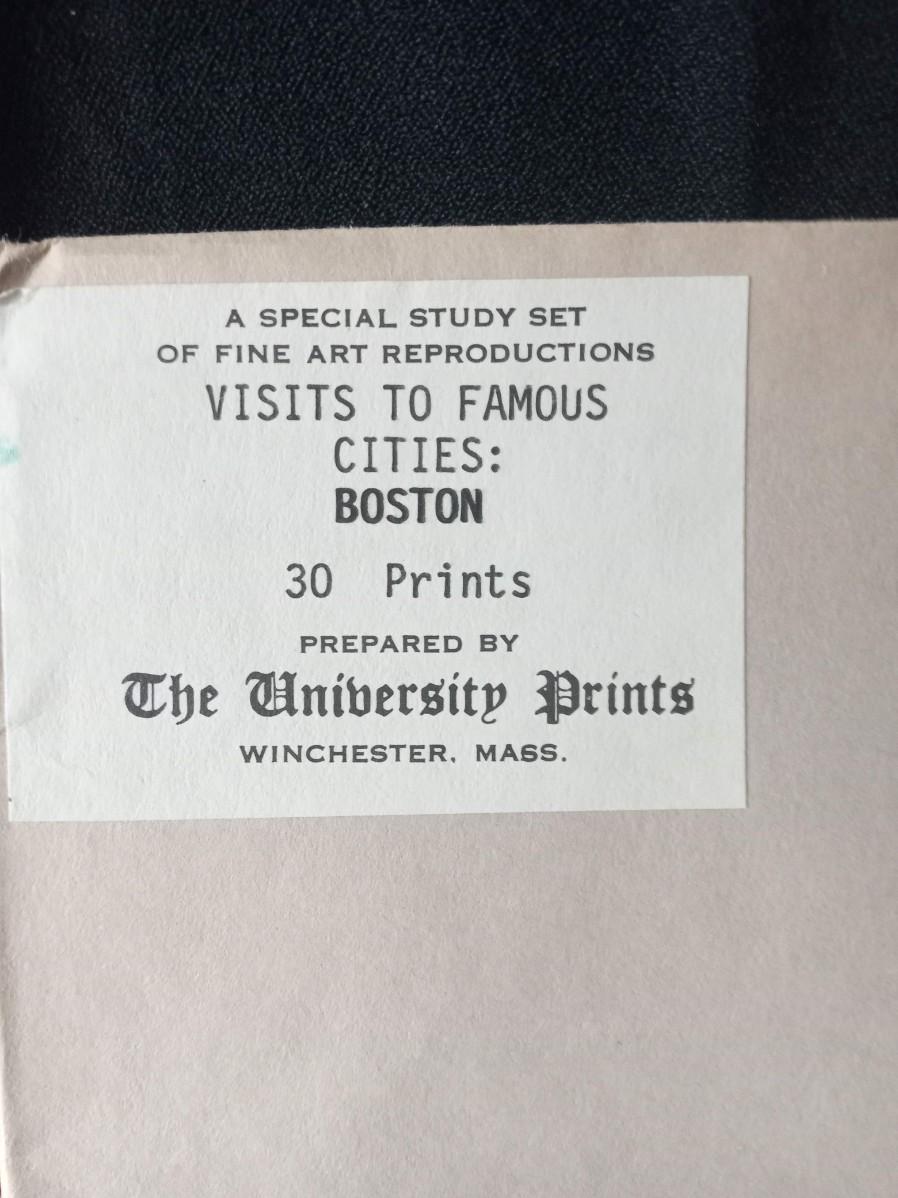 A SPECIAL STUDY SET
OF FINE ART REPRODUCTIONS
VISITS TO FAMOUS
CITIES:
BOSTON
30 Prints
PREPARED BY
The University Prints
WINCHESTER, MASS.